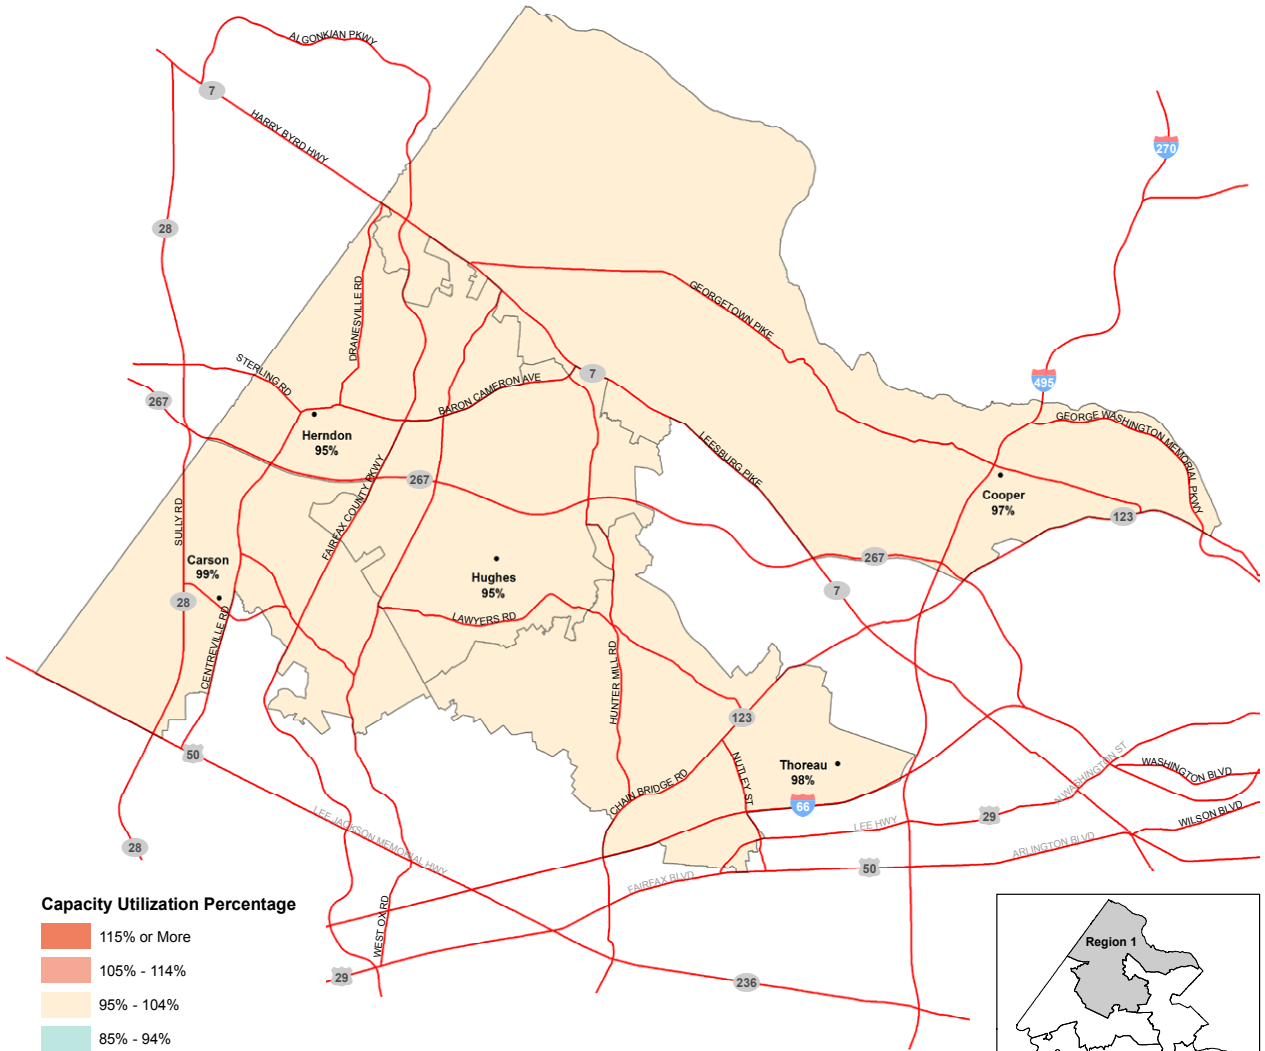 ALGONKIAN PKWY
7
HARRY BYRD HWY
270
28
DRANESVILLE RD
GEORGETOWN PIKE
STERLING RD
267
BARON CAMERON AVE
7
495
GEORGE WASHINGTON MEMORIAL PKWY
Herndon
95%
LEESBURG PIKE
267
FAIRFAX COUNTY PKWY
Cooper
97%
123
SULLY RD
Carson
99%
Hughes
95%
267
7
28
CENTREVILLE RD
LAWYERS RD
HUNTER MILL RD
123
50
NUTLEY ST
Thoreau
98%
CHAIN BRIDGE RD
66
N WASHINGTON ST
WASHINGTON BLVD
WILSON BLVD
LEE JACKSON MEMORIAL HWY
LEE HWY
29
28
ARLINGTON BLVD
50
FAIRFAX BLVD
WEST OX RD
29
236
Capacity Utilization Percentage
115% or More
105% - 114%
95% - 104%
85% - 94%
Region 1